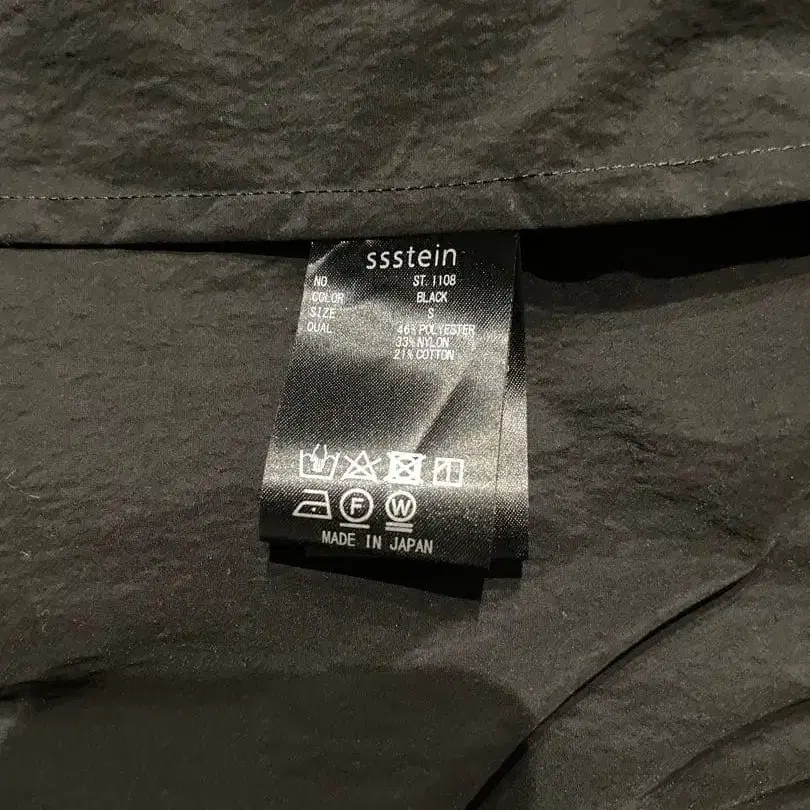 ssstein
NO ST.1108
COLOR BLACK
SIZE S
QUAL 46%POLYESTER
33%NYLON
21%COTTON
F W
MADE IN JAPAN